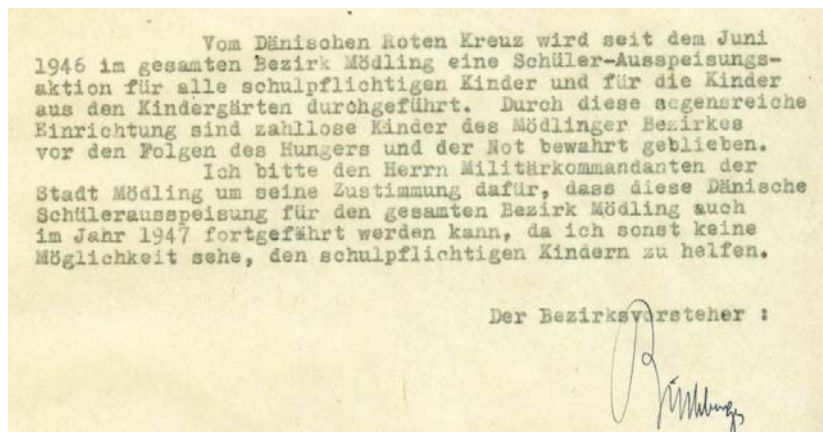 Vom Dänischen Roten Kreuz wird seit dem Juni
1946 im gesamten Bezirk Mödling eine Schüler-Ausspeisungs-
aktion für alle schulpflichtigen Kinder und für die Kinder
aus den Kindergärten durchgeführt. Durch diese segensreiche
Einrichtung sind zahllose Kinder des Mödlinger Bezirkes
vor den Folgen des Hungers und der Not bewahrt geblieben.
Ich bitte den Herrn Militärkommandanten der
Stadt Mödling um seine Zustimmung dafür, dass diese Dänische
Schülerausspeisung für den gesamten Bezirk Mödling auch
im Jahr 1947 fortgeführt werden kann, da ich sonst keine
Möglichkeit sehe, den schulpflichtigen Kindern zu helfen.
Der Bezirksvorsteher :